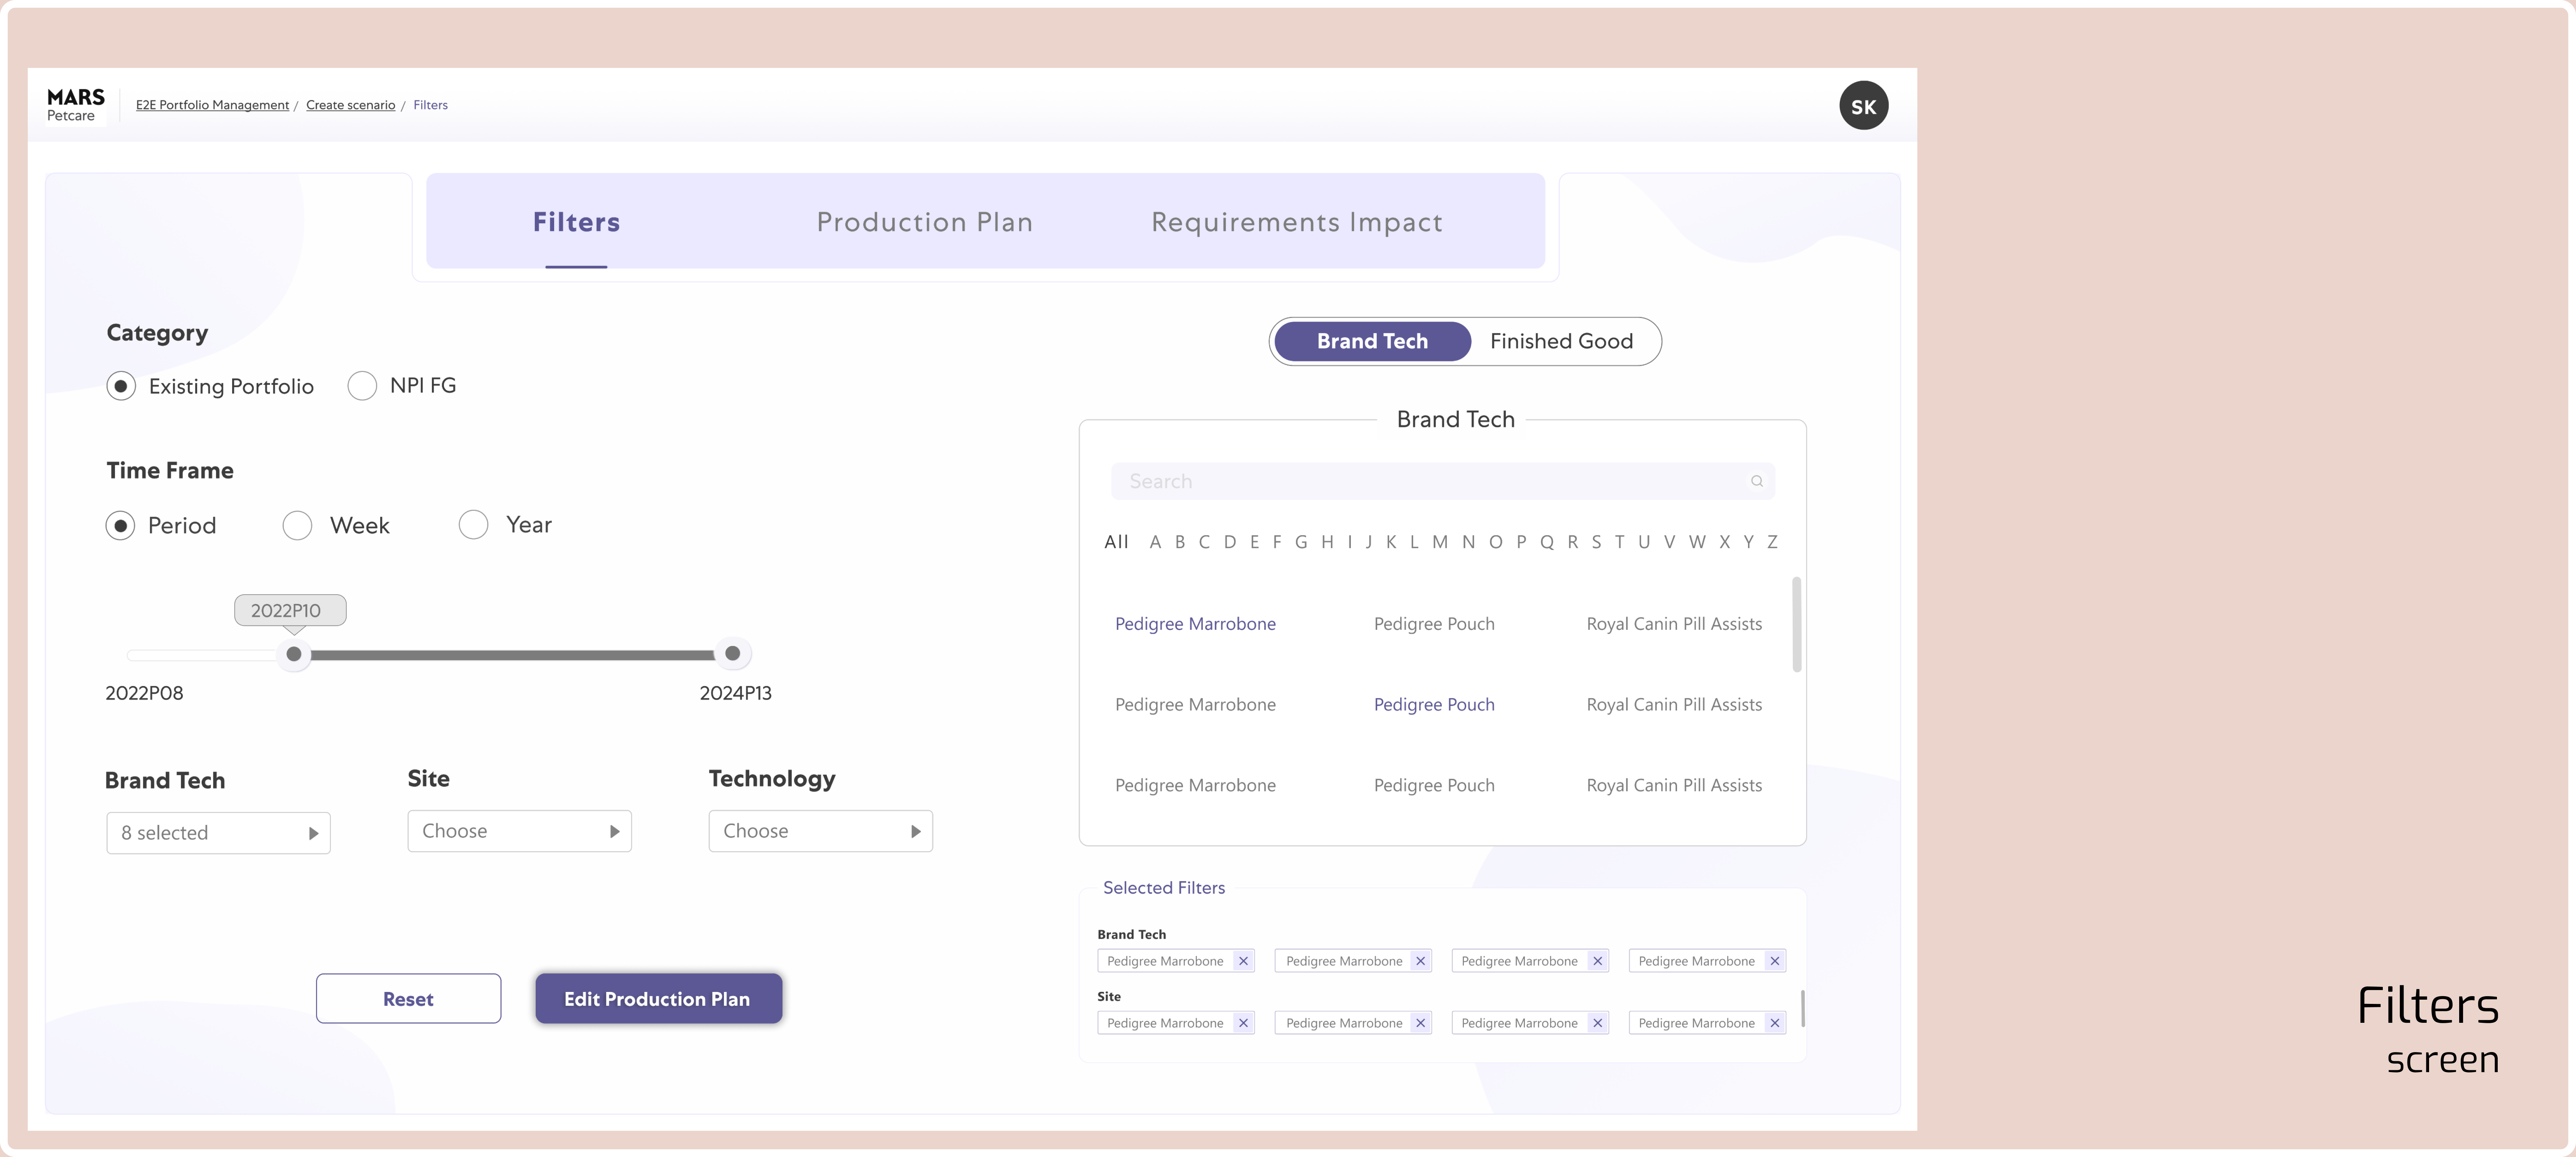 MARS
Petcare
E2E Portfolio Management / Create scenario / Filters
SK
Filters Production Plan Requirements Impact
Category
Existing Portfolio NPI FG
Time Frame
Period Week Year
2022P10
2022P08 2024P13
Brand Tech Site Technology
8 selected Choose Choose
Reset Edit Production Plan
Brand Tech Finished Good
Brand Tech
Search
All A B C D E F G H I J K L M N O P Q R S T U V W X Y Z
Pedigree Marrobone Pedigree Pouch Royal Canin Pill Assists
Pedigree Marrobone Pedigree Pouch Royal Canin Pill Assists
Pedigree Marrobone Pedigree Pouch Royal Canin Pill Assists
Selected Filters
Brand Tech
Pedigree Marrobone Pedigree Marrobone Pedigree Marrobone Pedigree Marrobone
Site
Pedigree Marrobone Pedigree Marrobone Pedigree Marrobone Pedigree Marrobone
Filters
screen